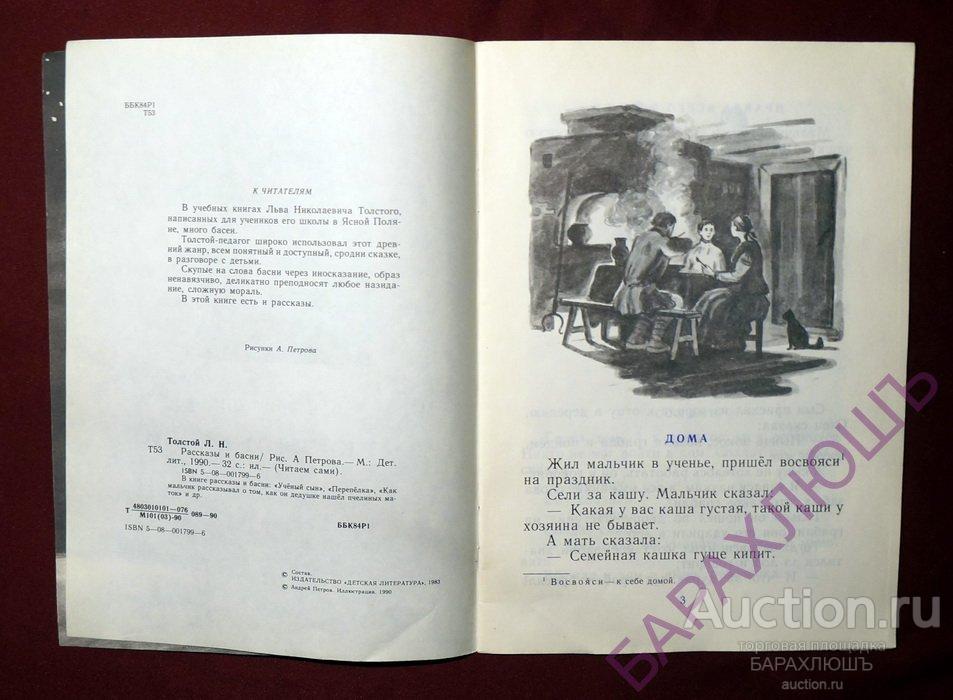 ББК84Р1
Т53
К ЧИТАТЕЛЯМ
В учебных книгах Льва Николаевича Толстого,
написанных для учеников его школы в Ясной Поля-
не, много басен.
Толстой-педагог широко использовал этот древ-
ний жанр, всем понятный и доступный, сродни сказке,
в разговоре с детьми.
Скупые на слова басни через иносказание, образ
ненавязчиво, деликатно преподносят любое назида-
ние, сложную мораль.
В этой книге есть и рассказы.
Рисунки А. Петрова
Толстой Л. Н.
Т53 Рассказы и басни/ Рис. А Петрова.— М.: Дет.
лит., 1990.— 32 с.: ил.— (Читаем сами).
ISBN 5—08—001799—6
В книге рассказы и басни: «Учёный сын», «Перепёлка», «Как
мальчик рассказывал о том, как он дедушке нашёл пчелиных ма-
ток» и др.
Т 4803010101—076 089—90
М101(03)-90
ББК84Р1
ISBN 5—08—001799—6
© Состав.
ИЗДАТЕЛЬСТВО «ДЕТСКАЯ ЛИТЕРАТУРА», 1983
© Андрей Петров. Иллюстрации. 1990
ДОМА
Жил мальчик в ученье, пришёл восвояси¹
на праздник.
Сели за кашу. Мальчик сказал:
— Какая у вас каша густая, такой каши у
хозяина не бывает.
А мать сказала:
— Семейная кашка гуще кипит.
¹ Восвояси — к себе домой.
3
БАРАХЛЮШЪ
Auction.ru
торговая площадка
БАРАХЛЮШЪ
auction.ru